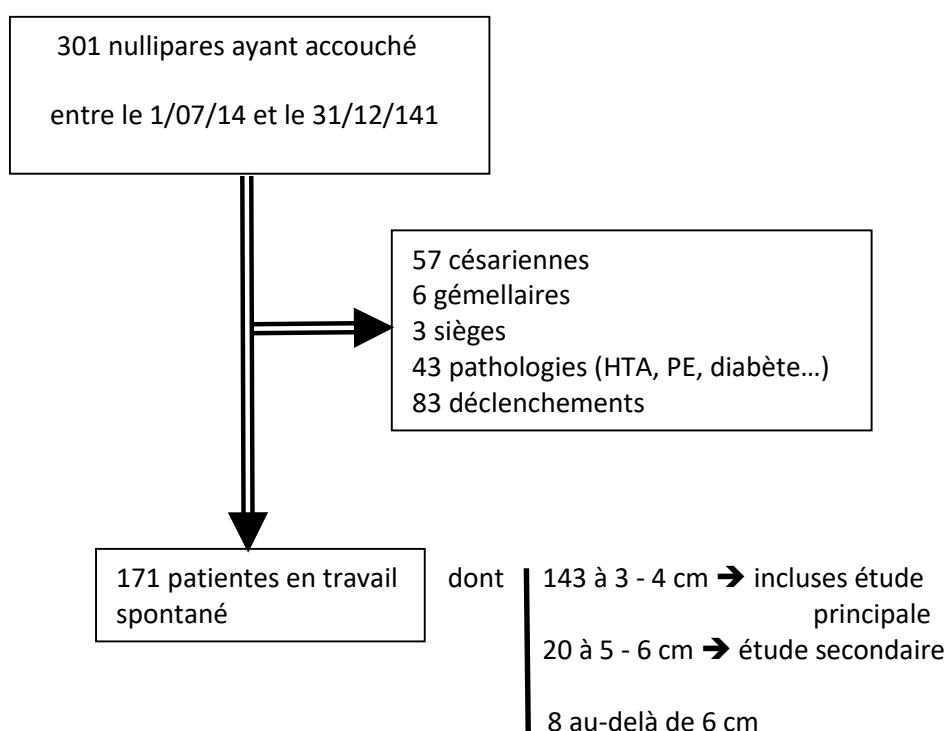 301 nullipares ayant accouché
entre le 1/07/14 et le 31/12/141
57 césariennes
6 gémellaires
3 sièges
43 pathologies (HTA, PE, diabète…)
83 déclenchements
171 patientes en travail
spontané
dont
143 à 3 - 4 cm ➔ incluses étude
principale
20 à 5 - 6 cm ➔ étude secondaire
8 au-delà de 6 cm